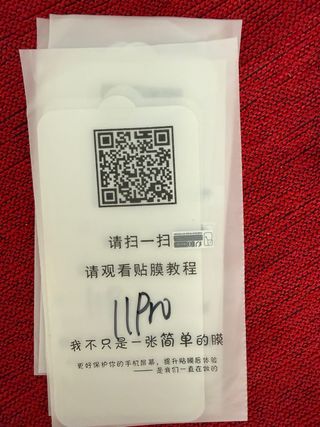 请扫一扫
请观看贴膜教程
11Pro
我不只是一张简单的膜
更好保护你的手机屏幕，提升贴膜后体验
——是我们一直在做的